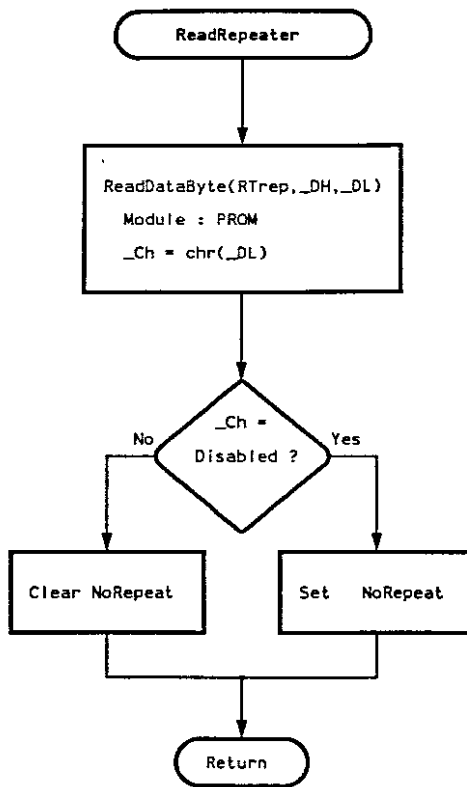 ReadRepeater
ReadDataByte(RTrep,_DH,_DL)
Module : PROM
_Ch = chr(_DL)
_Ch =
Disabled ?
No
Yes
Clear NoRepeat
Set NoRepeat
Return